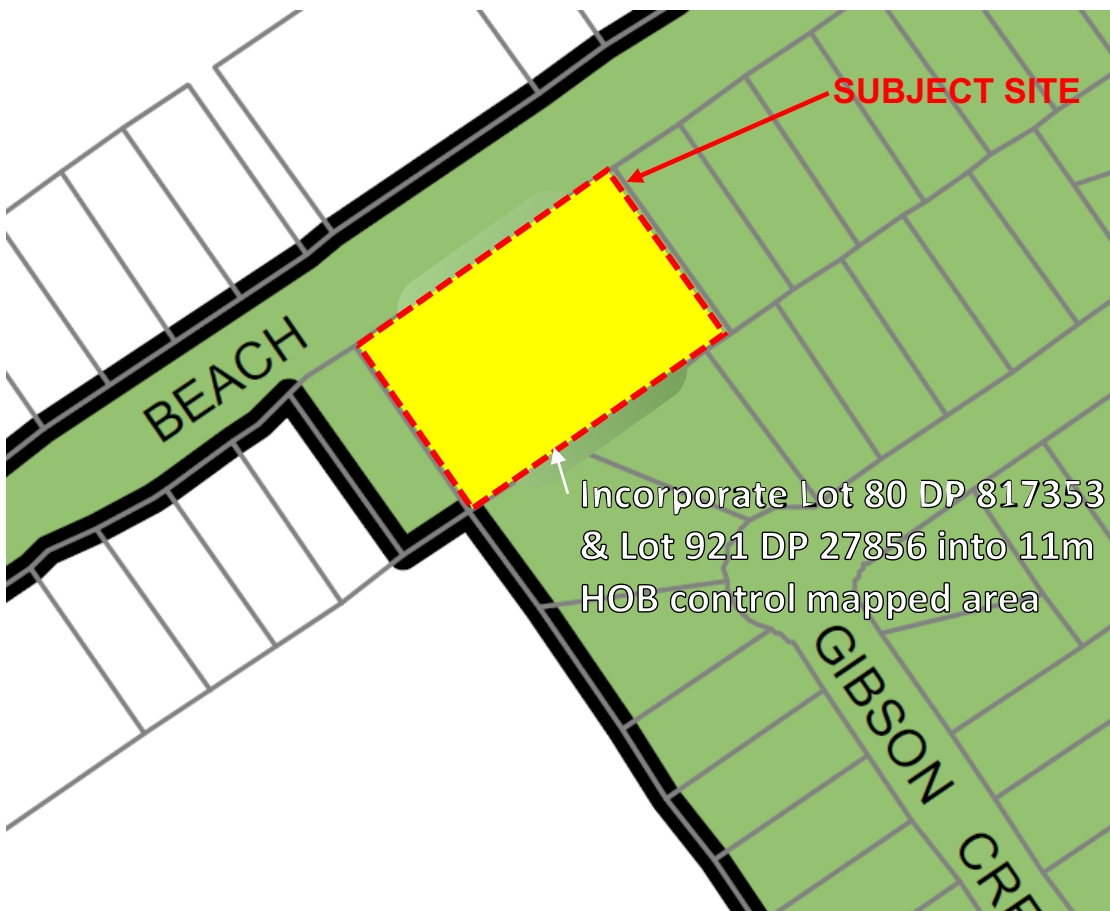 SUBJECT SITE
BEACH
Incorporate Lot 80 DP 817353
& Lot 921 DP 27856 into 11m
HOB control mapped area
GIBSON CRE